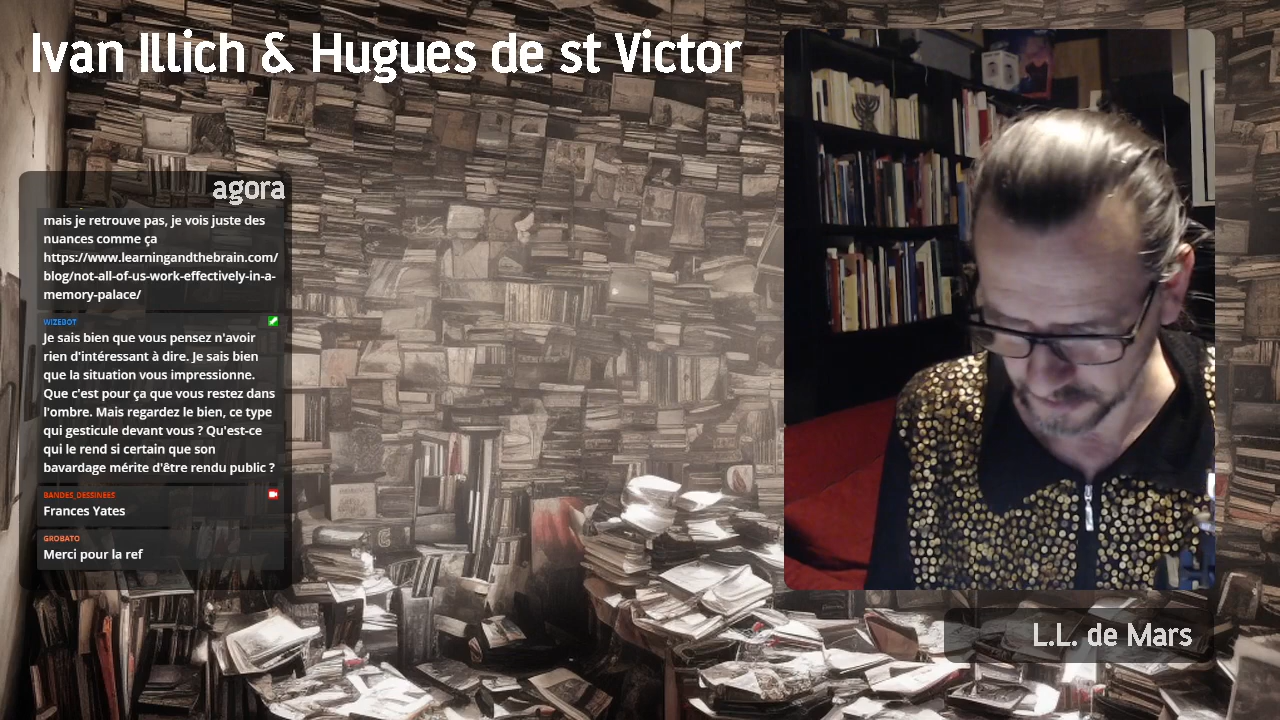 Ivan Illich & Hugues de st Victor
agora
mais je retrouve pas, je vois juste des
nuances comme ça
https://www.learningandthebrain.com/
blog/not-all-of-us-work-effectively-in-a-
memory-palace/
WIZEBOT
Je sais bien que vous pensez n'avoir
rien d'intéressant à dire. Je sais bien
que la situation vous impressionne.
Que c'est pour ça que vous restez dans
l'ombre. Mais regardez le bien, ce type
qui gesticule devant vous ? Qu'est-ce
qui le rend si certain que son
bavardage mérite d'être rendu public ?
BANDES_DESSINEES
Frances Yates
GROBATO
Merci pour la ref
L.L. de Mars